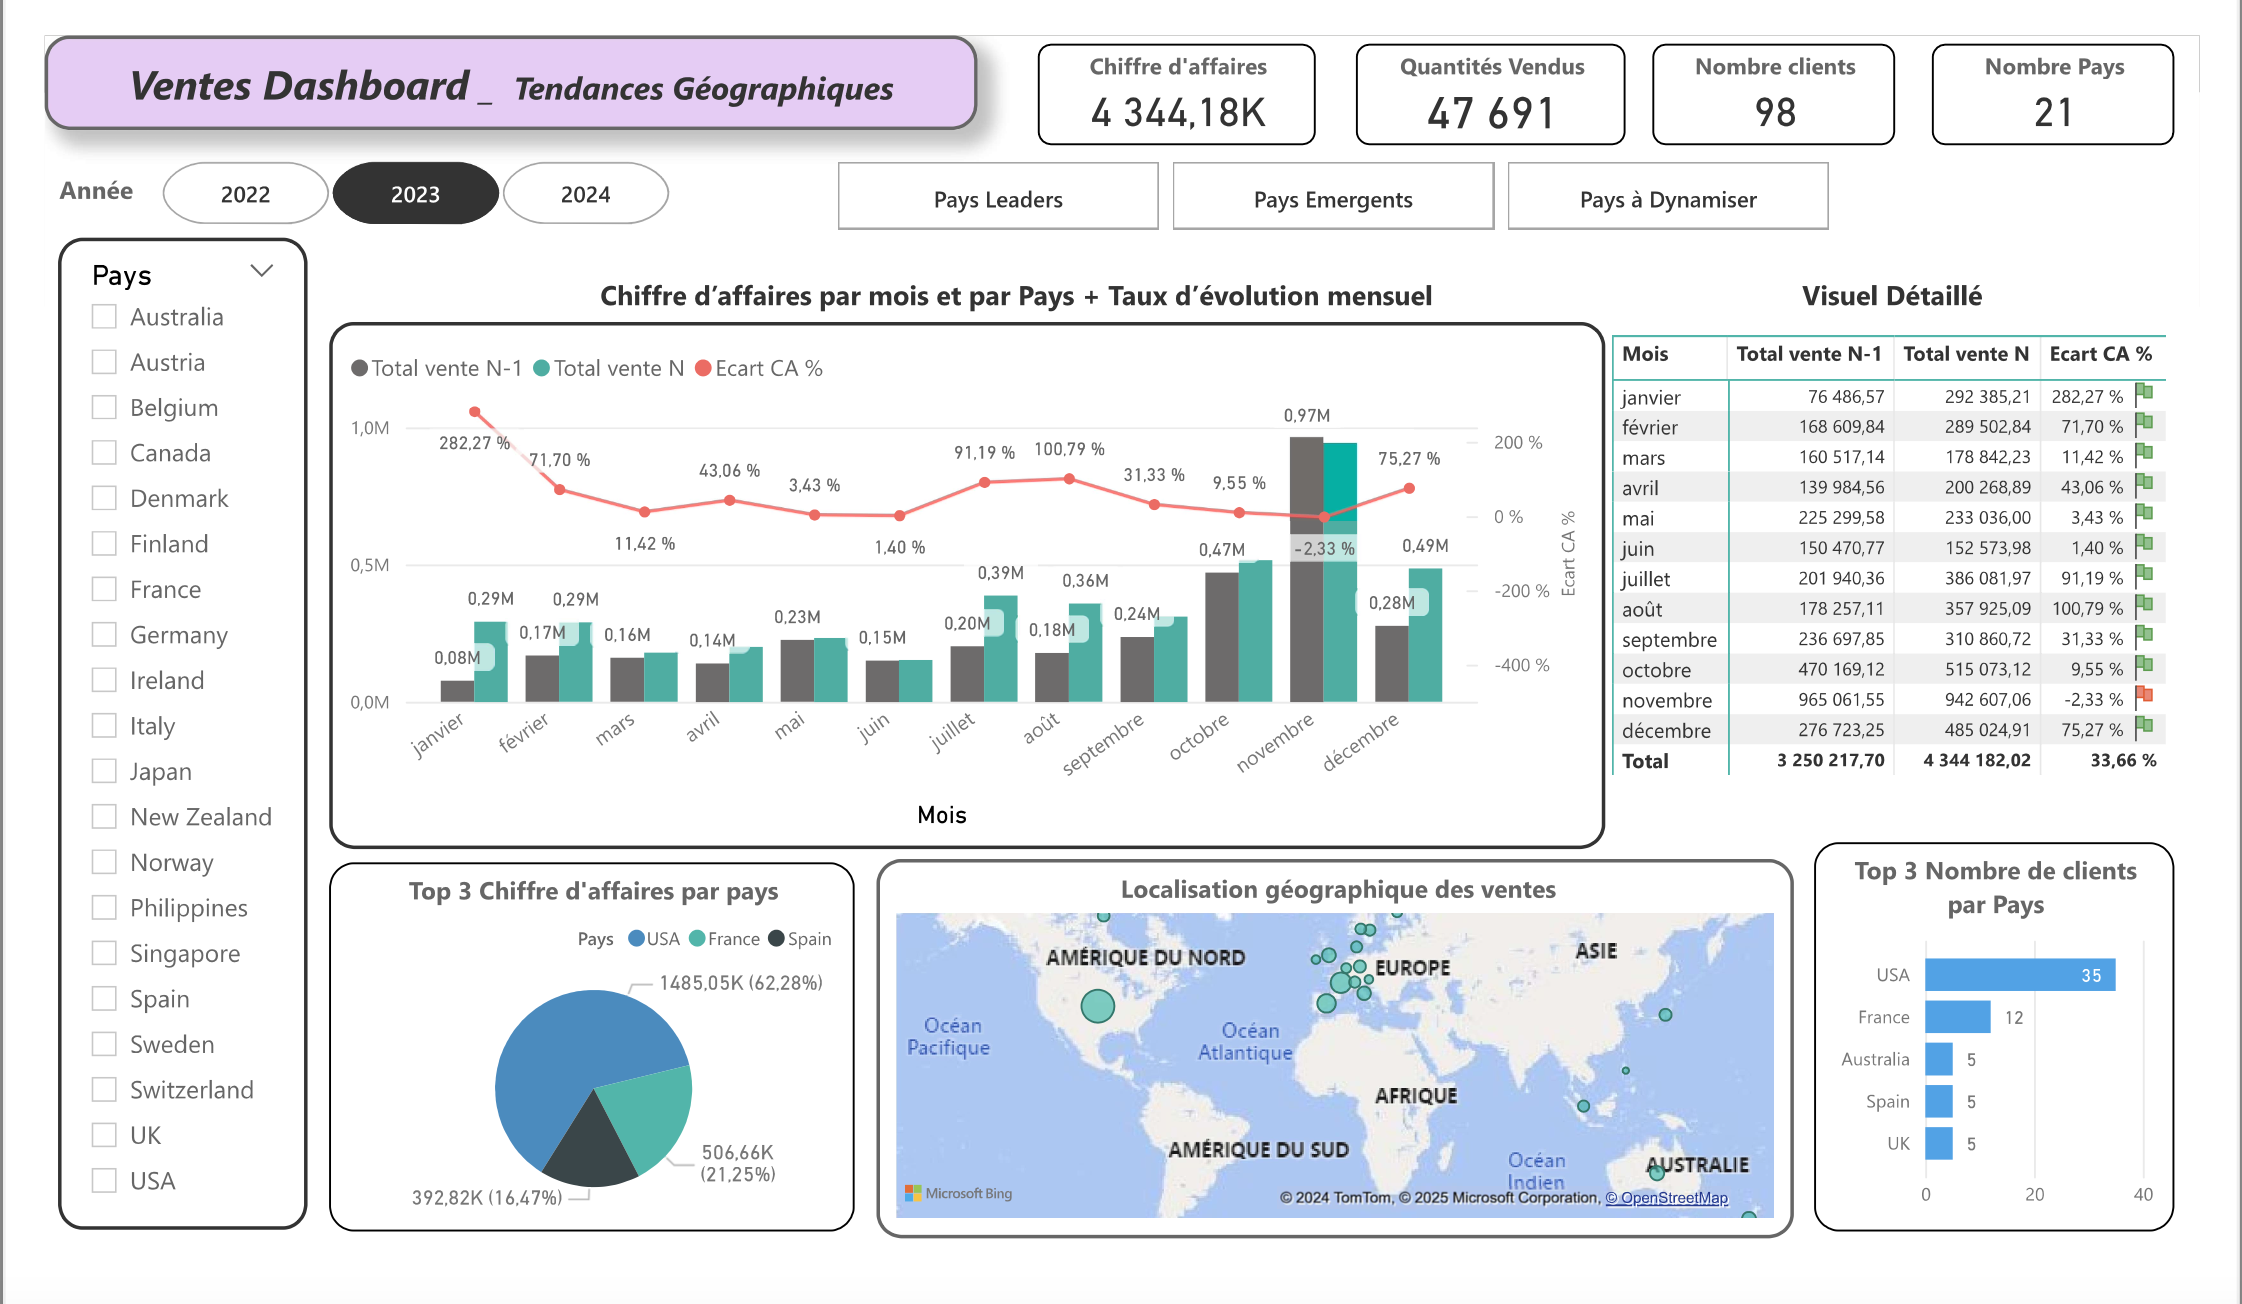 Ventes Dashboard _ Tendances Géographiques
Chiffre d'affaires
4 344,18K
Quantités Vendus
47 691
Nombre clients
98
Nombre Pays
21
Année
2022
2023
2024
Pays Leaders
Pays Emergents
Pays à Dynamiser
Pays
Australia
Austria
Belgium
Canada
Denmark
Finland
France
Germany
Ireland
Italy
Japan
New Zealand
Norway
Philippines
Singapore
Spain
Sweden
Switzerland
UK
USA
Chiffre d’affaires par mois et par Pays + Taux d’évolution mensuel
Total vente N-1 Total vente N Ecart CA %
1,0M
0,5M
0,0M
282,27 %
71,70 %
11,42 %
43,06 %
3,43 %
1,40 %
91,19 %
100,79 %
31,33 %
9,55 %
-2,33 %
75,27 %
0,08M
0,29M
0,17M
0,29M
0,16M
0,14M
0,23M
0,15M
0,20M
0,39M
0,18M
0,36M
0,24M
0,47M
0,97M
0,28M
0,49M
200 %
0 %
-200 %
-400 %
Ecart CA %
janvier
février
mars
avril
mai
juin
juillet
août
septembre
octobre
novembre
décembre
Mois
Visuel Détaillé
Mois Total vente N-1 Total vente N Ecart CA %
janvier 76 486,57 292 385,21 282,27 %
février 168 609,84 289 502,84 71,70 %
mars 160 517,14 178 842,23 11,42 %
avril 139 984,56 200 268,89 43,06 %
mai 225 299,58 233 036,00 3,43 %
juin 150 470,77 152 573,98 1,40 %
juillet 201 940,36 386 081,97 91,19 %
août 178 257,11 357 925,09 100,79 %
septembre 236 697,85 310 860,72 31,33 %
octobre 470 169,12 515 073,12 9,55 %
novembre 965 061,55 942 607,06 -2,33 %
décembre 276 723,25 485 024,91 75,27 %
Total 3 250 217,70 4 344 182,02 33,66 %
Top 3 Chiffre d'affaires par pays
Pays USA France Spain
1485,05K (62,28%)
506,66K
(21,25%)
392,82K (16,47%)
Localisation géographique des ventes
AMÉRIQUE DU NORD
EUROPE
ASIE
Océan
Pacifique
Océan
Atlantique
AFRIQUE
AMÉRIQUE DU SUD
Océan
Indien
AUSTRALIE
Microsoft Bing
© 2024 TomTom, © 2025 Microsoft Corporation, © OpenStreetMap
Top 3 Nombre de clients
par Pays
USA 35
France 12
Australia 5
Spain 5
UK 5
0 20 40